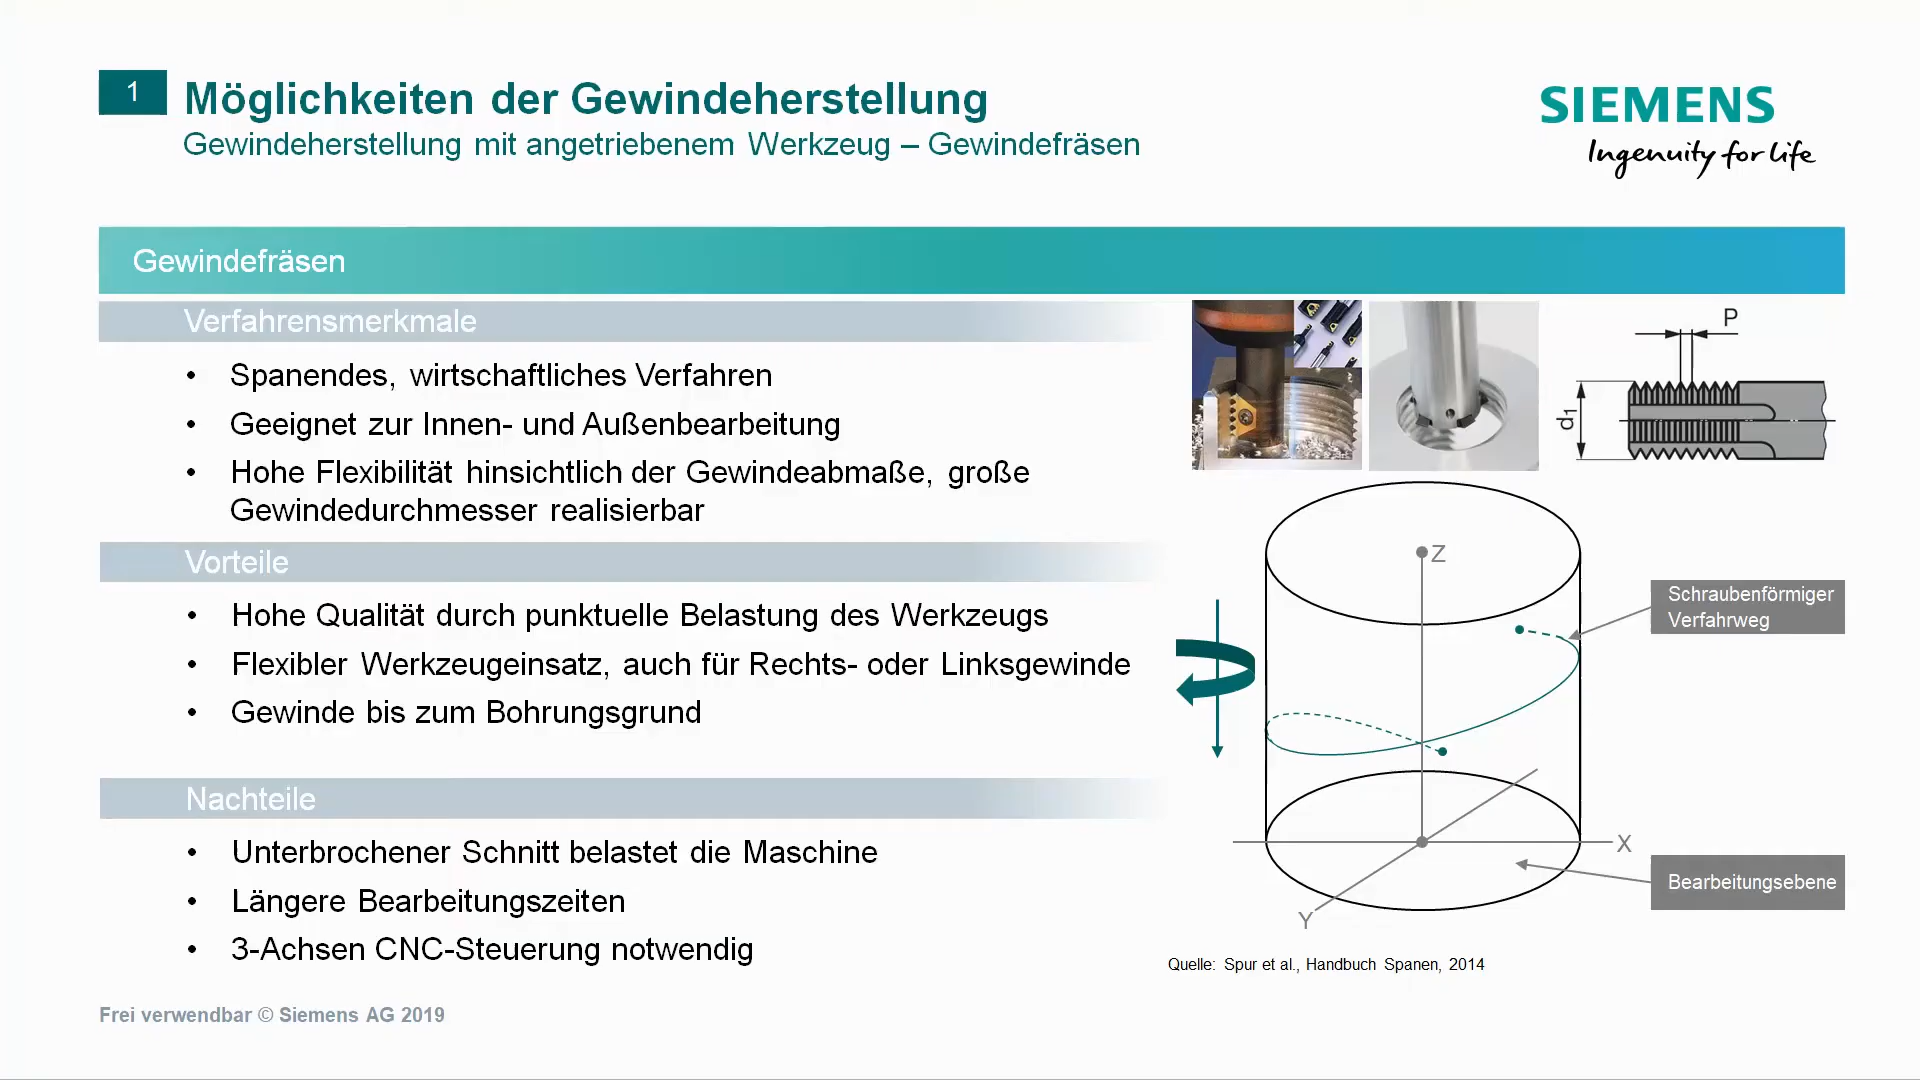 1
Möglichkeiten der Gewindeherstellung
Gewindeherstellung mit angetriebenem Werkzeug – Gewindefräsen
SIEMENS
Ingenuity for life
Gewindefräsen
Verfahrensmerkmale
• Spanendes, wirtschaftliches Verfahren
• Geeignet zur Innen- und Außenbearbeitung
• Hohe Flexibilität hinsichtlich der Gewindeabmaße, große
Gewindedurchmesser realisierbar
Vorteile
• Hohe Qualität durch punktuelle Belastung des Werkzeugs
• Flexibler Werkzeugeinsatz, auch für Rechts- oder Linksgewinde
• Gewinde bis zum Bohrungsgrund
Nachteile
• Unterbrochener Schnitt belastet die Maschine
• Längere Bearbeitungszeiten
• 3-Achsen CNC-Steuerung notwendig
P
d1
Z
Schraubenförmiger
Verfahrweg
X
Bearbeitungsebene
Y
Quelle: Spur et al., Handbuch Spanen, 2014
Frei verwendbar © Siemens AG 2019